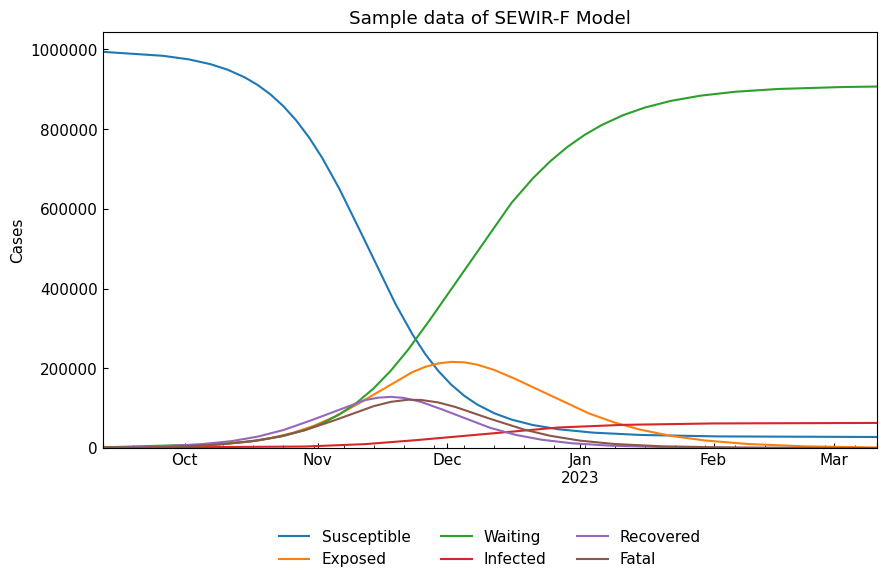 Sample data of SEWIR-F Model
1000000
800000
600000
400000
200000
0
Cases
Oct Nov Dec Jan Feb Mar
2023
Susceptible Waiting Recovered
Exposed Infected Fatal